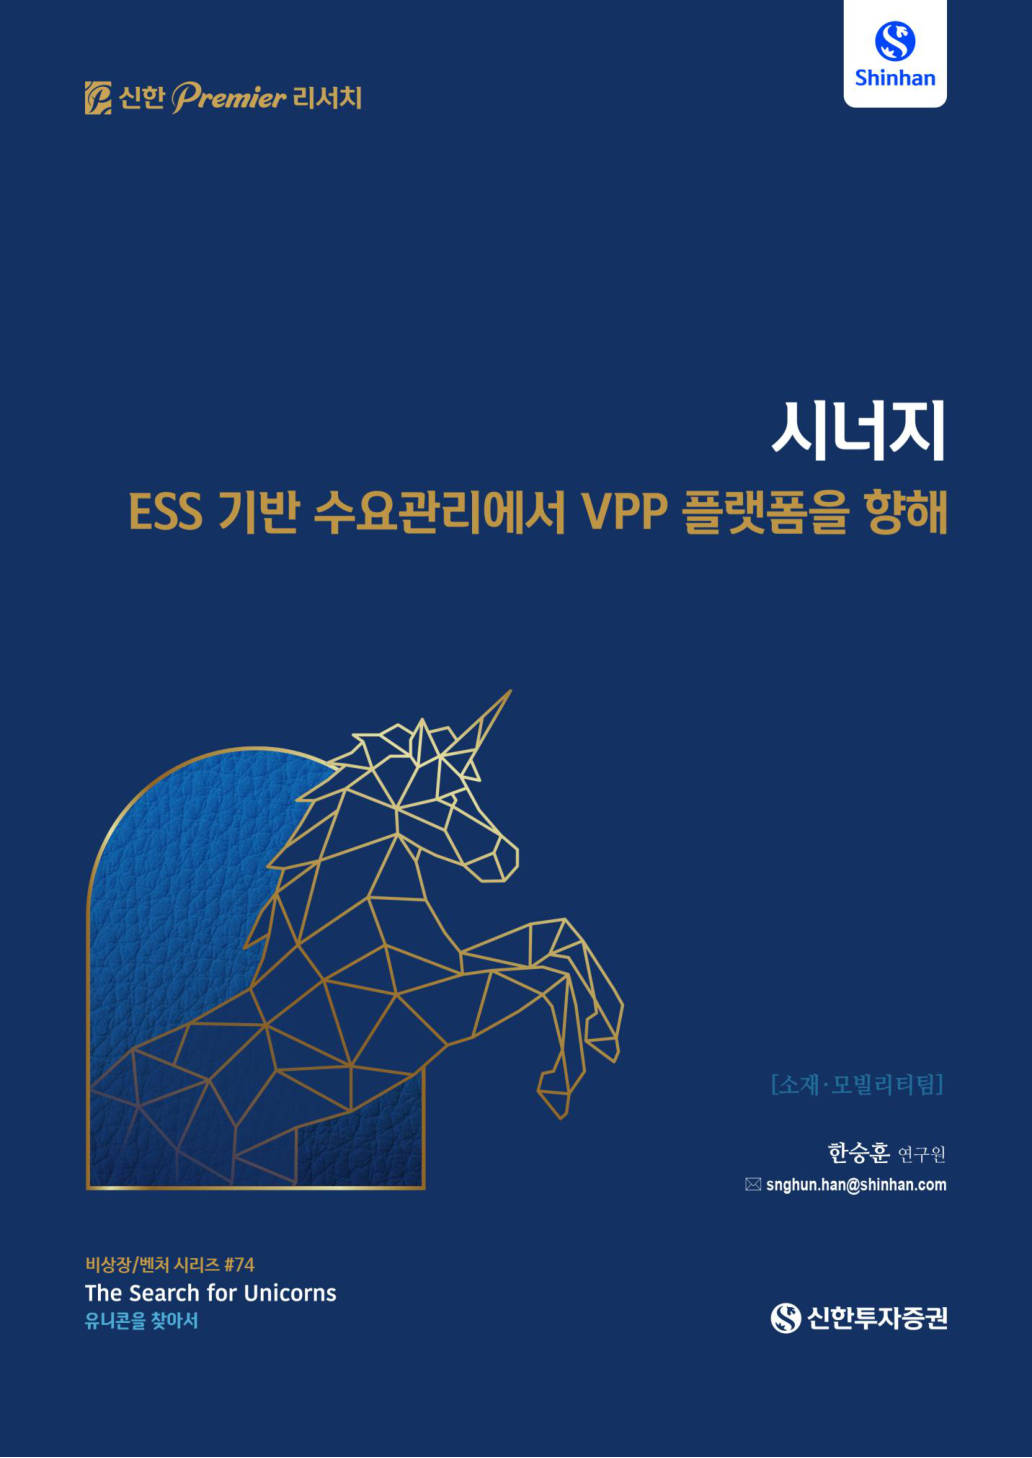 신한 Premier 리서치
Shinhan
시너지
ESS 기반 수요관리에서 VPP 플랫폼을 향해
[소재·모빌리티팀]
한승훈 연구원
snghun.han@shinhan.com
비상장/벤처 시리즈 #74
The Search for Unicorns
유니콘을 찾아서
신한투자증권